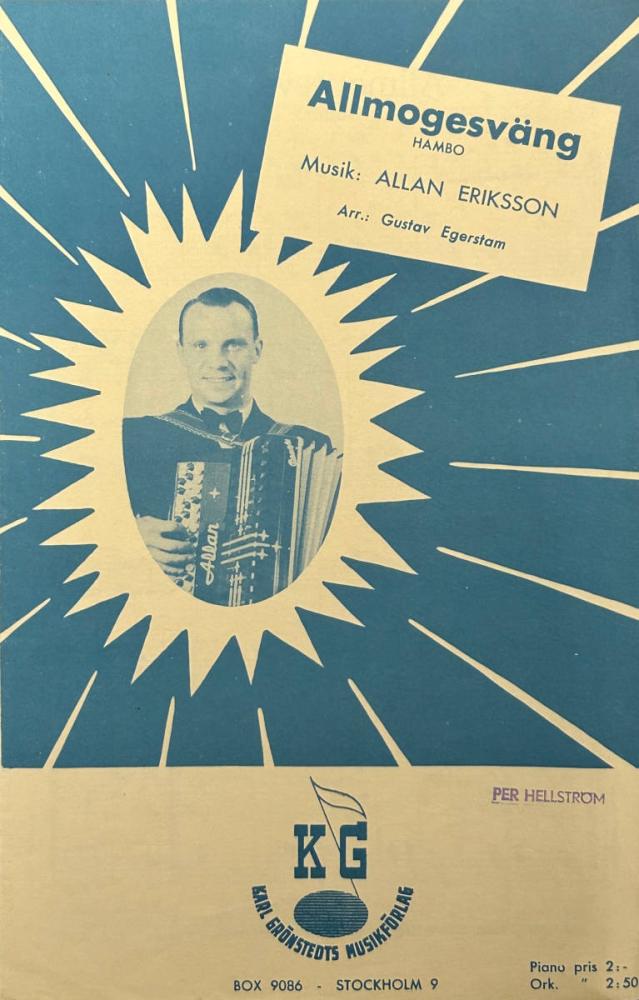 Allmogesväng
HAMBO
Musik: ALLAN ERIKSSON
Arr.: Gustav Egerstam
Allan
PER HELLSTRÖM
KG
KARL GRÖNSTEDTS MUSIKFÖRLAG
BOX 9086 - STOCKHOLM 9
Piano pris 2:-
Ork. " 2:50